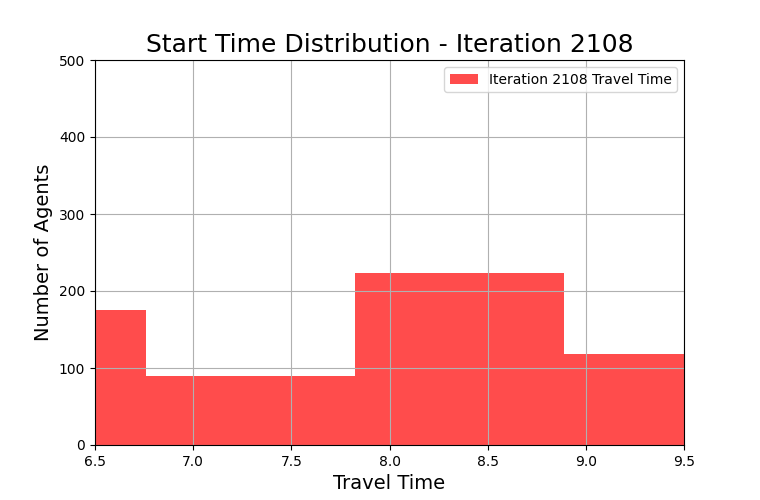 Start Time Distribution - Iteration 2108
Iteration 2108 Travel Time
Number of Agents
500
400
300
200
100
0
6.5 7.0 7.5 8.0 8.5 9.0 9.5
Travel Time